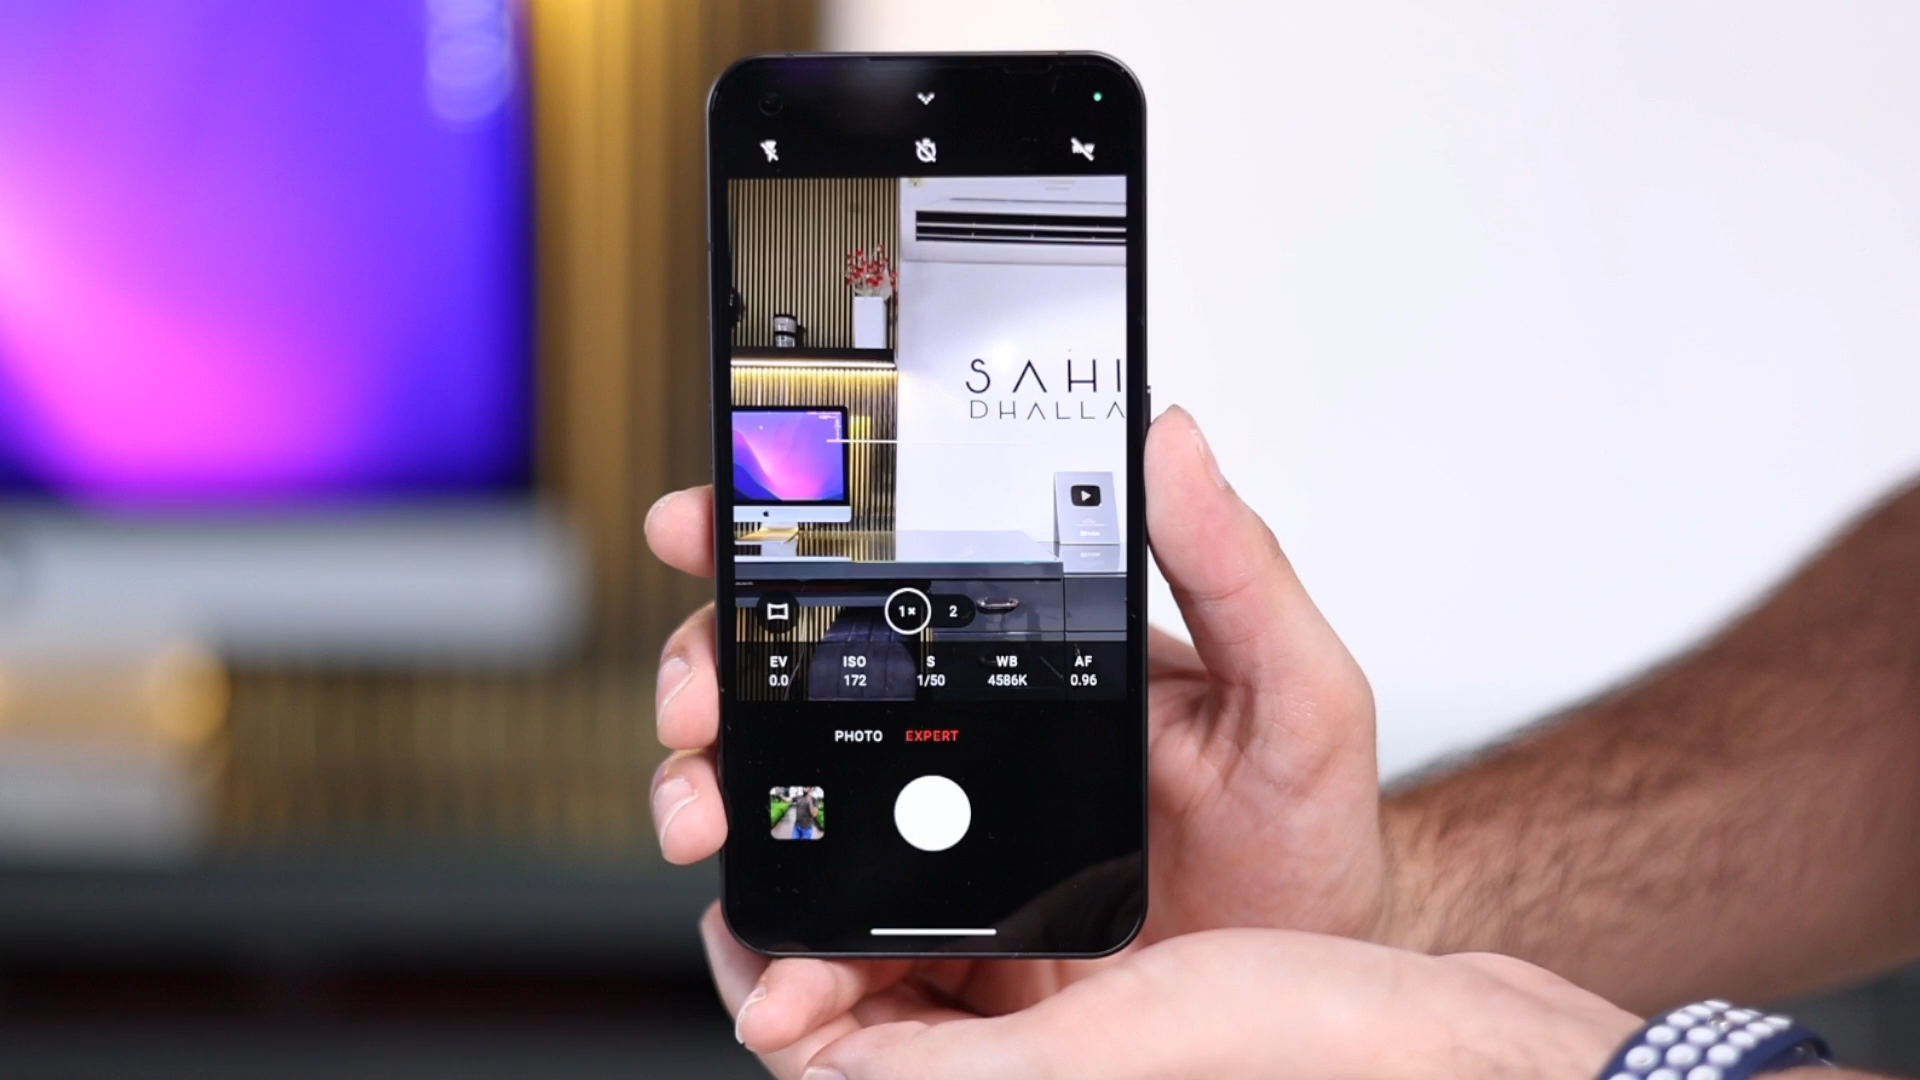 SAHI
DHALLA
1× 2
EV ISO S WB AF
0.0 172 1/50 4586K 0.96
PHOTO EXPERT